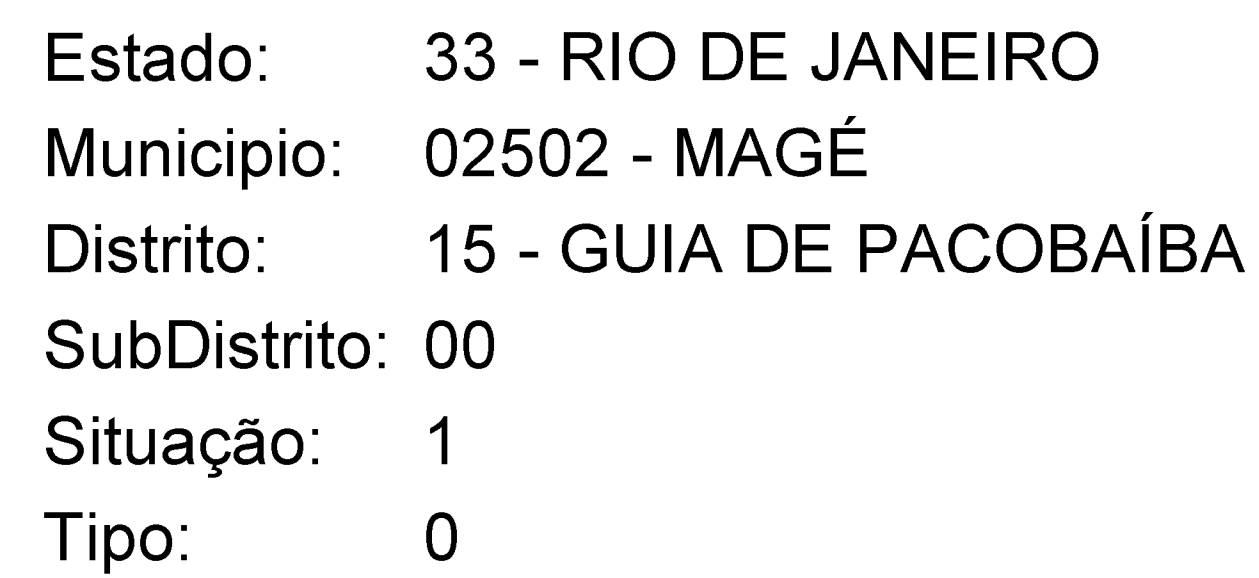 Estado: 33 - RIO DE JANEIRO
Municipio: 02502 - MAGÉ
Distrito: 15 - GUIA DE PACOBAÍBA
SubDistrito: 00
Situação: 1
Tipo: 0